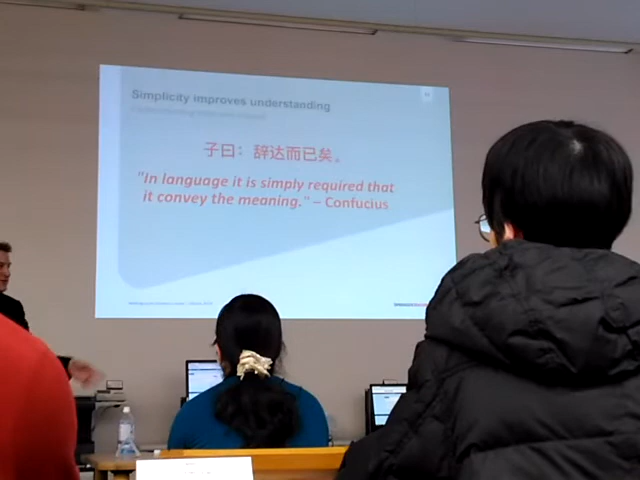 Simplicity improves understanding
子曰：辞达而已矣。
"In language it is simply required that
it convey the meaning." – Confucius